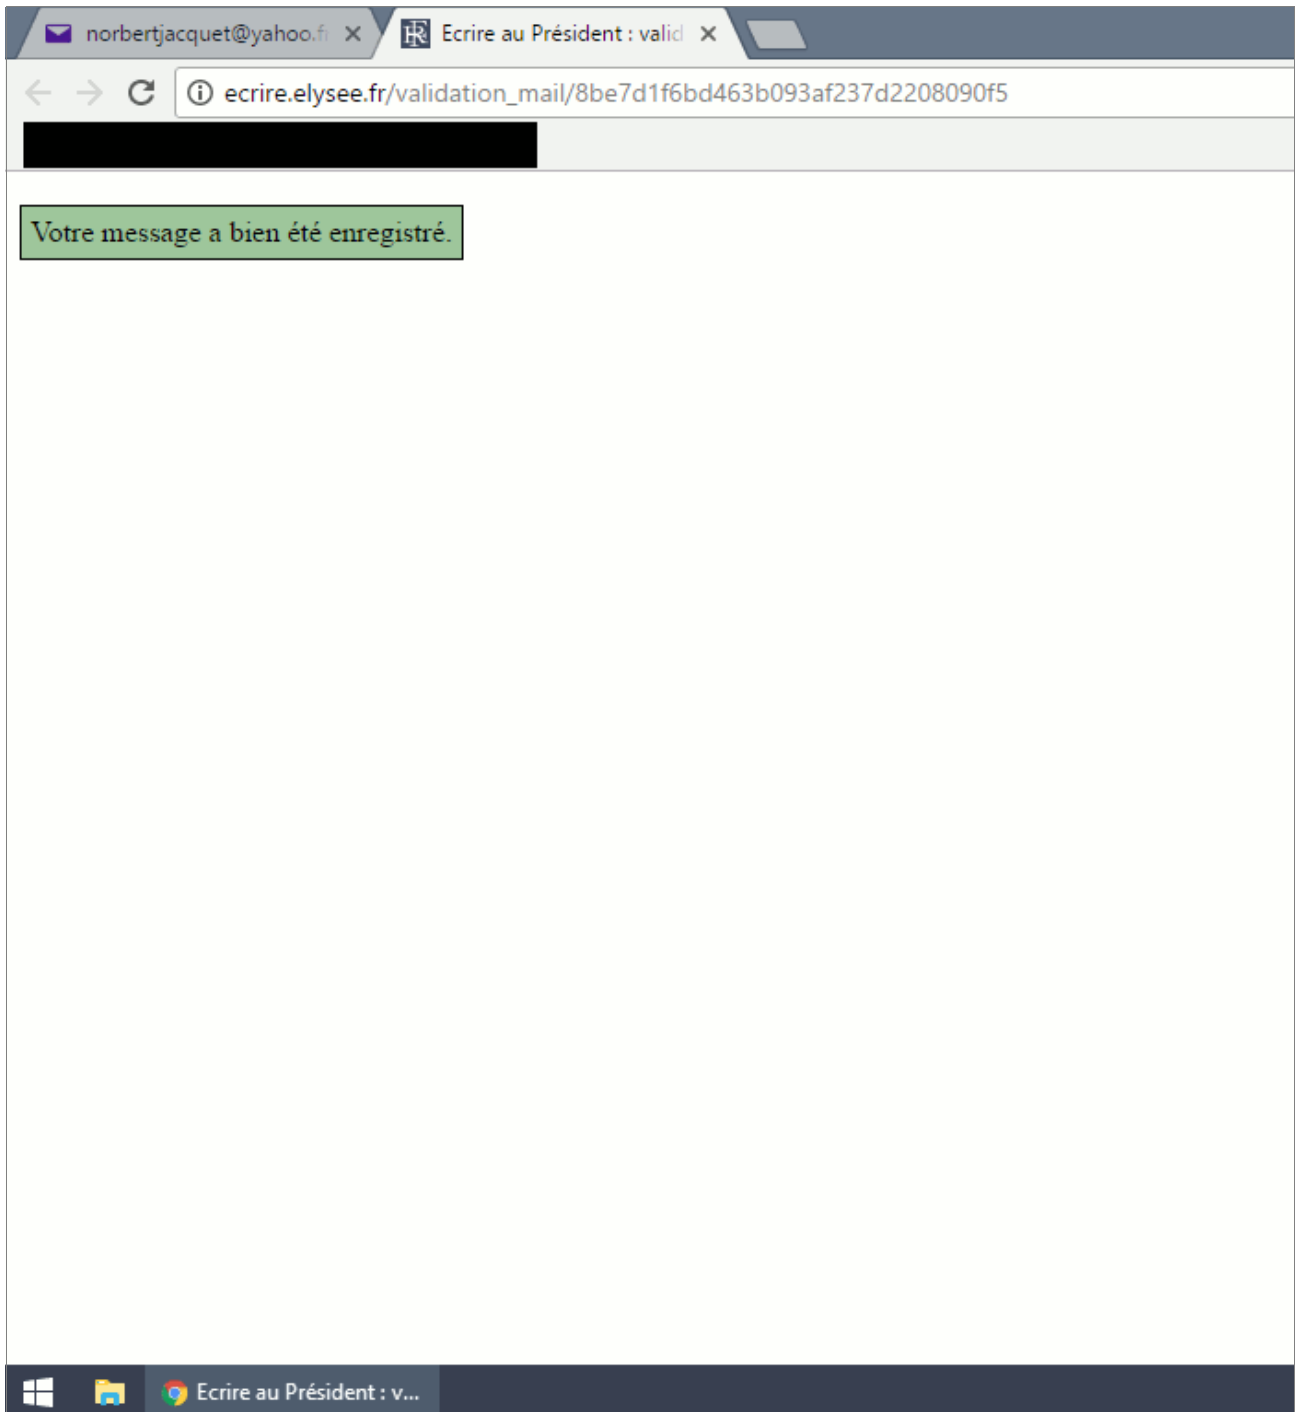 norbertjacquet@yahoo.f
Ecrire au Président : valid
ecrire.elysee.fr/validation_mail/8be7d1f6bd463b093af237d2208090f5
Votre message a bien été enregistré.
Ecrire au Président : v...